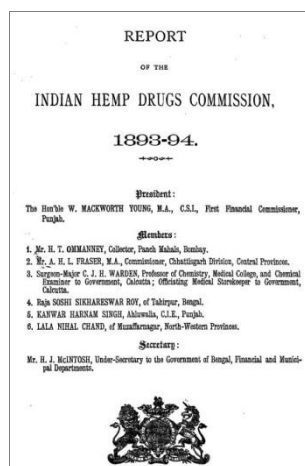 REPORT
OF THE
INDIAN HEMP DRUGS COMMISSION,
1893-94.
President:
The Hon'ble W. MACKWORTH YOUNG, M.A., C.S.I., First Financial Commissioner,
Punjab.
Members:
1. Mr. H. T. OMMANNEY, Collector, Panch Mahals, Bombay.
2. Mr. A. H. L. FRASER, M.A., Commissioner, Chhattisgarh Division, Central Provinces.
3. Surgeon-Major C. J. H. WARDEN, Professor of Chemistry, Medical College, and Chemical
Examiner to Government, Calcutta; Officiating Medical Storekeeper to Government,
Calcutta.
4. Raja SOSHI SIKHARESWAR ROY, of Tahirpur, Bengal.
5. KANWAR HARNAM SINGH, Ahluwalia, C.I.E., Punjab.
6. LALA NIHAL CHAND, of Muzaffarnagar, North-Western Provinces.
Secretary:
Mr. H. J. McINTOSH, Under-Secretary to the Government of Bengal, Financial and Munici-
pal Departments.